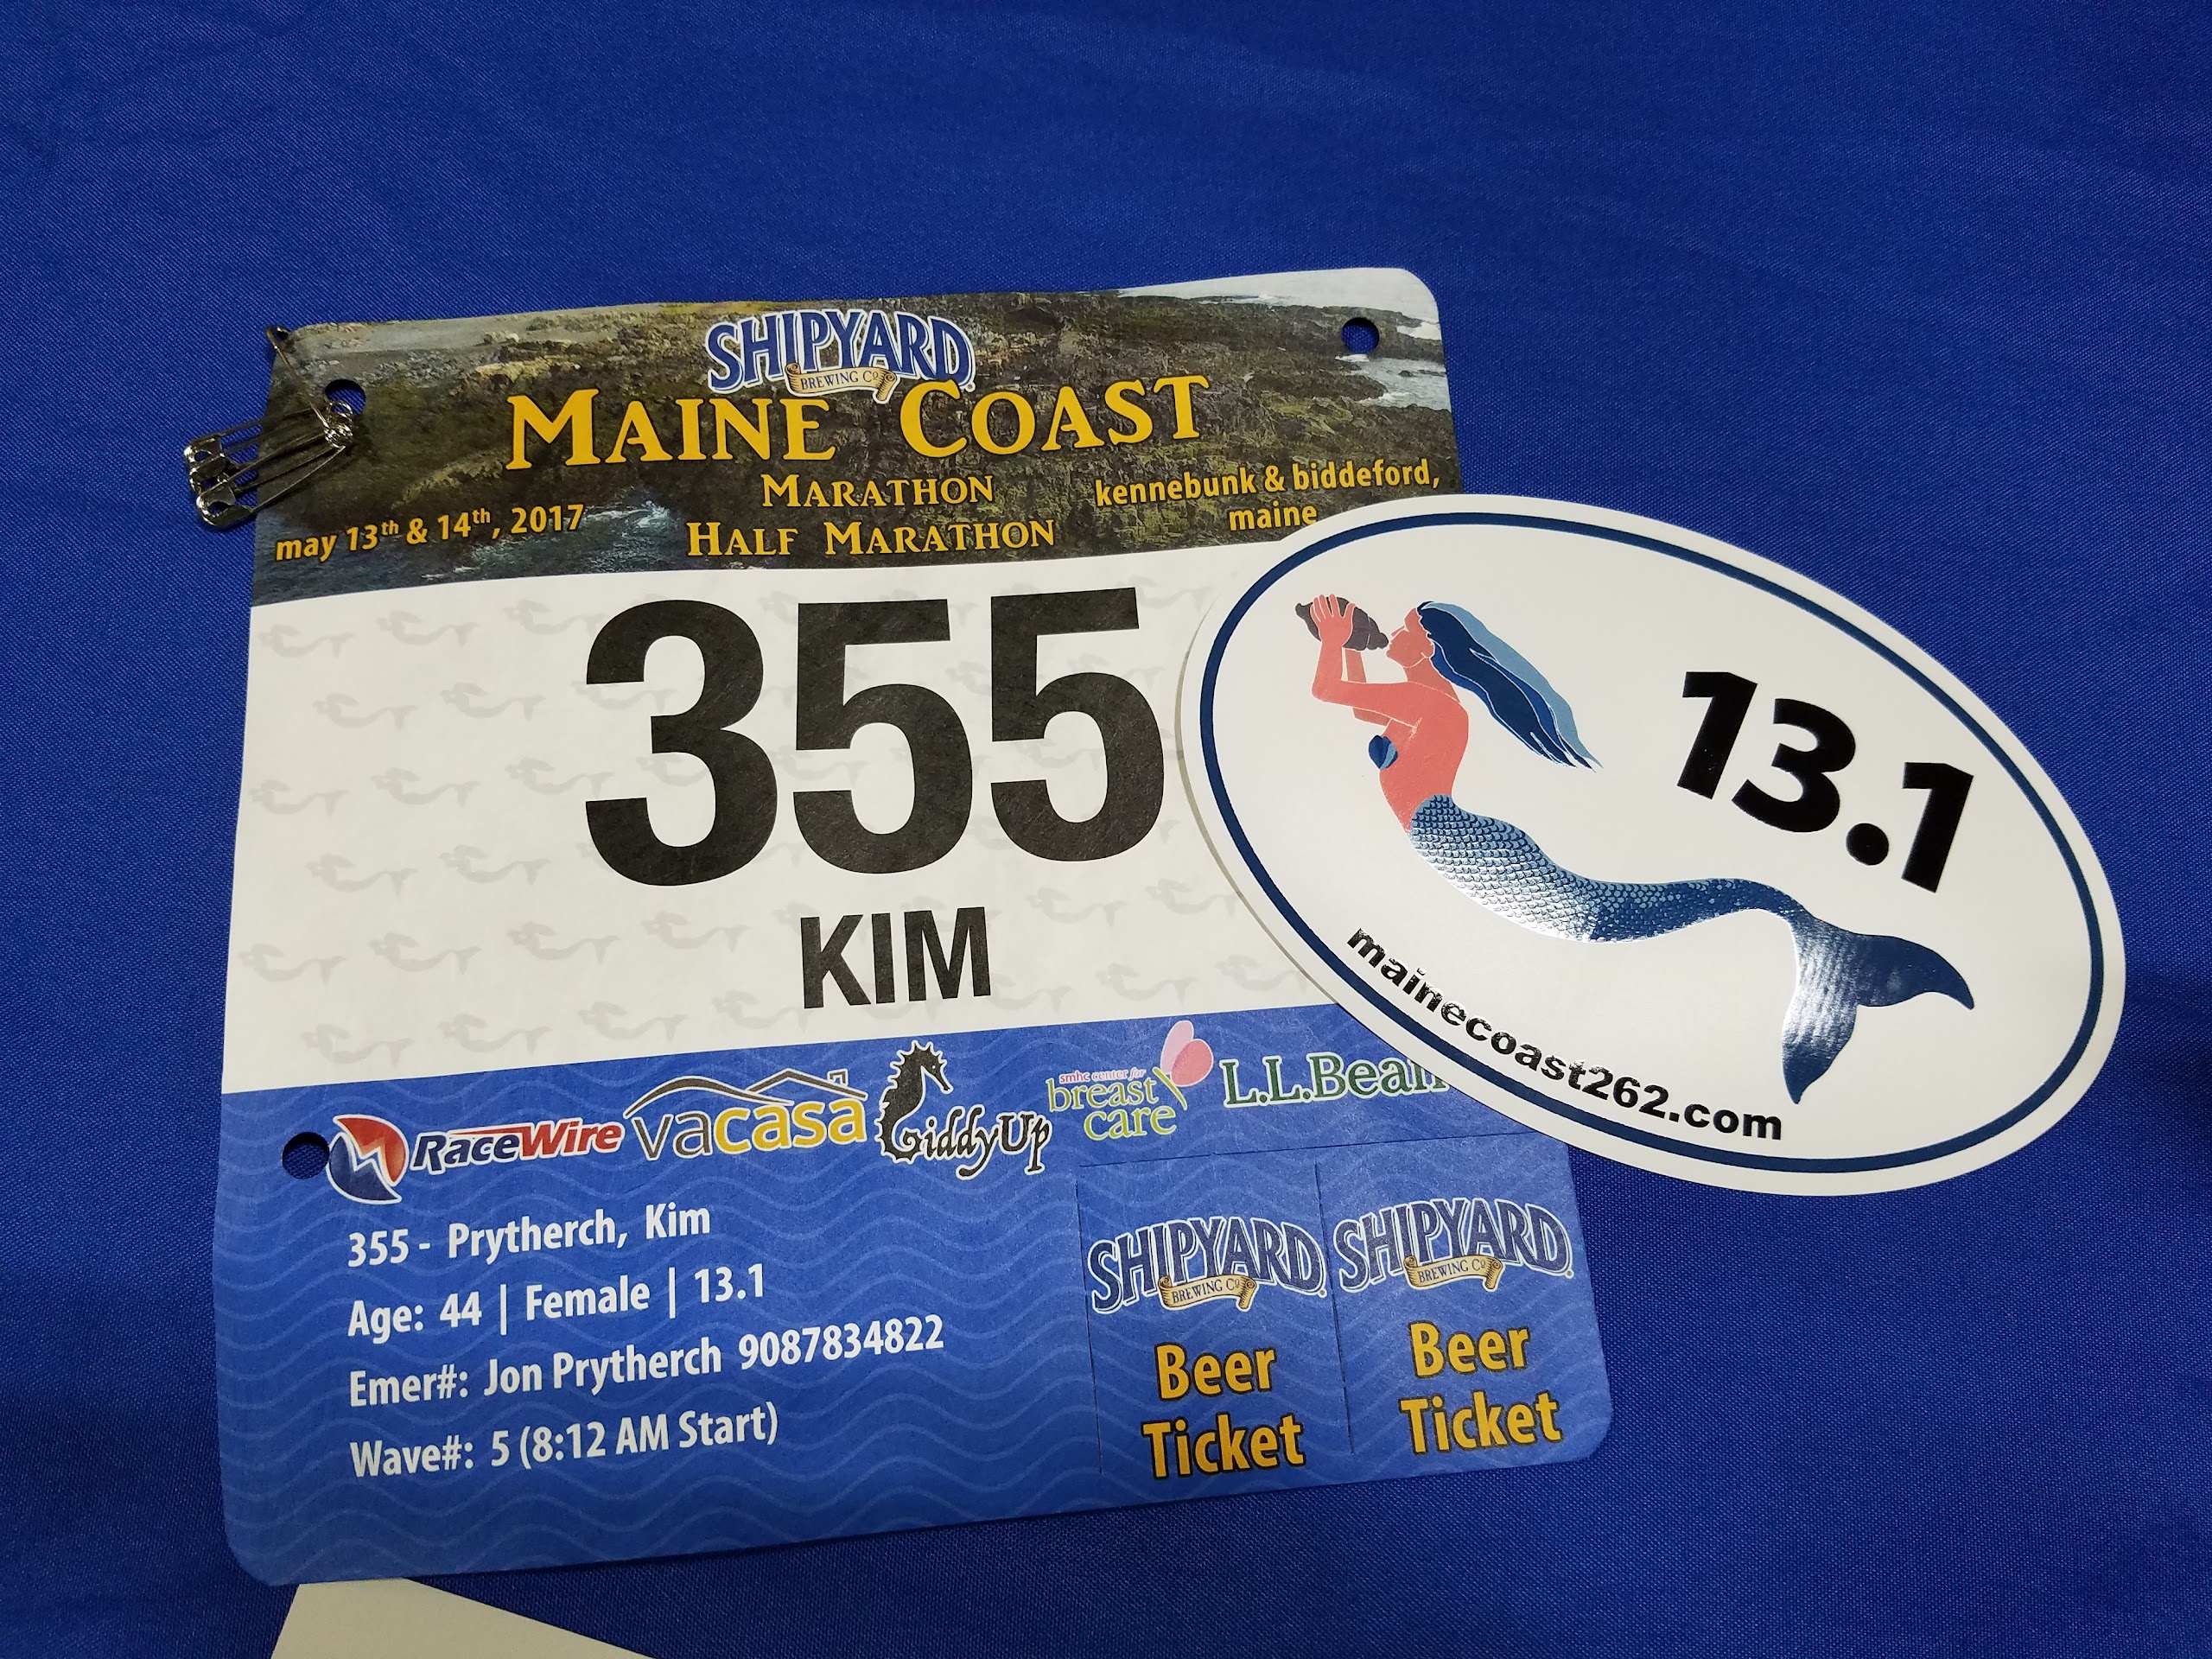 SHIPYARD
BREWING Co
MAINE COAST
MARATHON
HALF MARATHON
may 13th & 14th, 2017
kennebunk & biddeford,
maine
355
KIM
13.1
mainecoast262.com
RaceWire
vacasa
GiddyUp
smhc center for
breast
care
L.L.Bean
355 - Prytherch, Kim
Age: 44 | Female | 13.1
Emer#: Jon Prytherch 9087834822
Wave#: 5 (8:12 AM Start)
SHIPYARD
BREWING Co
Beer
Ticket
SHIPYARD
BREWING Co
Beer
Ticket